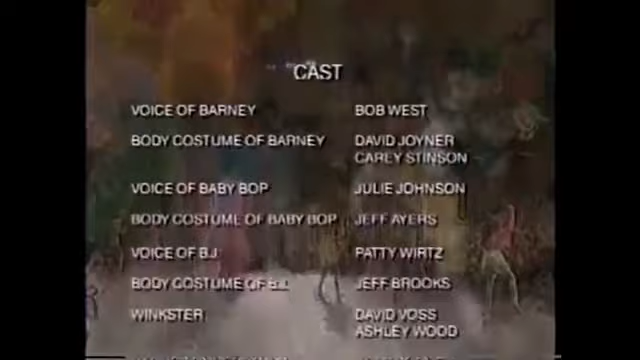 CAST
VOICE OF BARNEY BOB WEST
BODY COSTUME OF BARNEY DAVID JOYNER
CAREY STINSON
VOICE OF BABY BOP JULIE JOHNSON
BODY COSTUME OF BABY BOP JEFF AYERS
VOICE OF B.J. PATTY WIRTZ
BODY COSTUME OF B.J. JEFF BROOKS
WINKSTER DAVID VOSS
ASHLEY WOOD